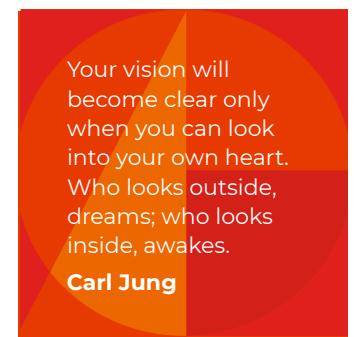 Your vision will
become clear only
when you can look
into your own heart.
Who looks outside,
dreams; who looks
inside, awakes.
Carl Jung